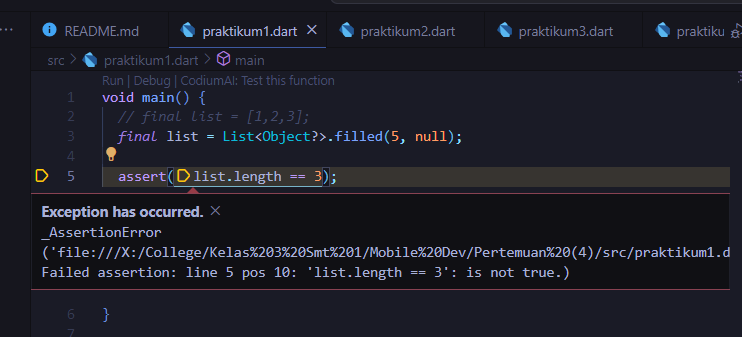 README.md praktikum1.dart praktikum2.dart praktikum3.dart praktiku
src > praktikum1.dart > main
Run | Debug | CodiumAI: Test this function
1 void main() {
2 // final list = [1,2,3];
3 final list = List<Object?>.filled(5, null);
4
5 assert(list.length == 3);
Exception has occurred.
_AssertionError
('file:///X:/College/Kelas%203%20Smt%201/Mobile%20Dev/Pertemuan%20(4)/src/praktikum1.d
Failed assertion: line 5 pos 10: 'list.length == 3': is not true.)
6 }
7